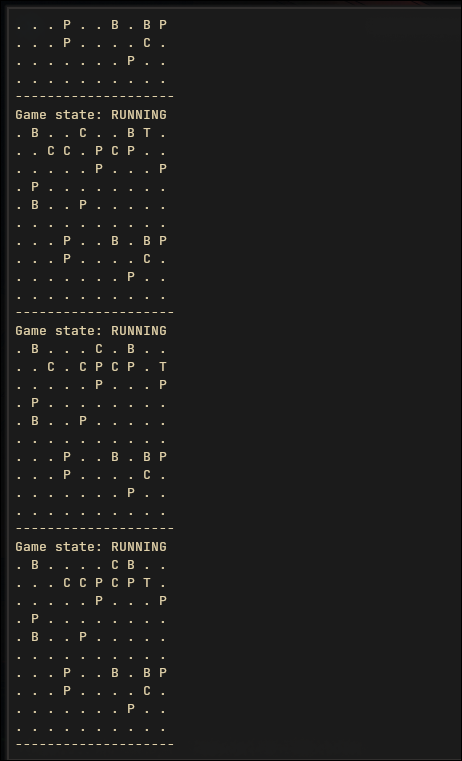 . . . P . . B . B P
. . . P . . . . C .
. . . . . . . P . .
. . . . . . . . . .
--------------------
Game state: RUNNING
. B . . C . . B T .
. . C C . P C P . .
. . . . . P . . . P
. P . . . . . . . .
. B . . P . . . . .
. . . . . . . . . .
. . . P . . B . B P
. . . P . . . . C .
. . . . . . . P . .
. . . . . . . . . .
--------------------
Game state: RUNNING
. B . . . C . B . .
. . C . C P C P . T
. . . . . P . . . P
. P . . . . . . . .
. B . . P . . . . .
. . . . . . . . . .
. . . P . . B . B P
. . . P . . . . C .
. . . . . . . P . .
. . . . . . . . . .
--------------------
Game state: RUNNING
. B . . . . C B . .
. . . C C P C P T .
. . . . . P . . . P
. P . . . . . . . .
. B . . P . . . . .
. . . . . . . . . .
. . . P . . B . B P
. . . P . . . . C .
. . . . . . . P . .
. . . . . . . . . .
--------------------